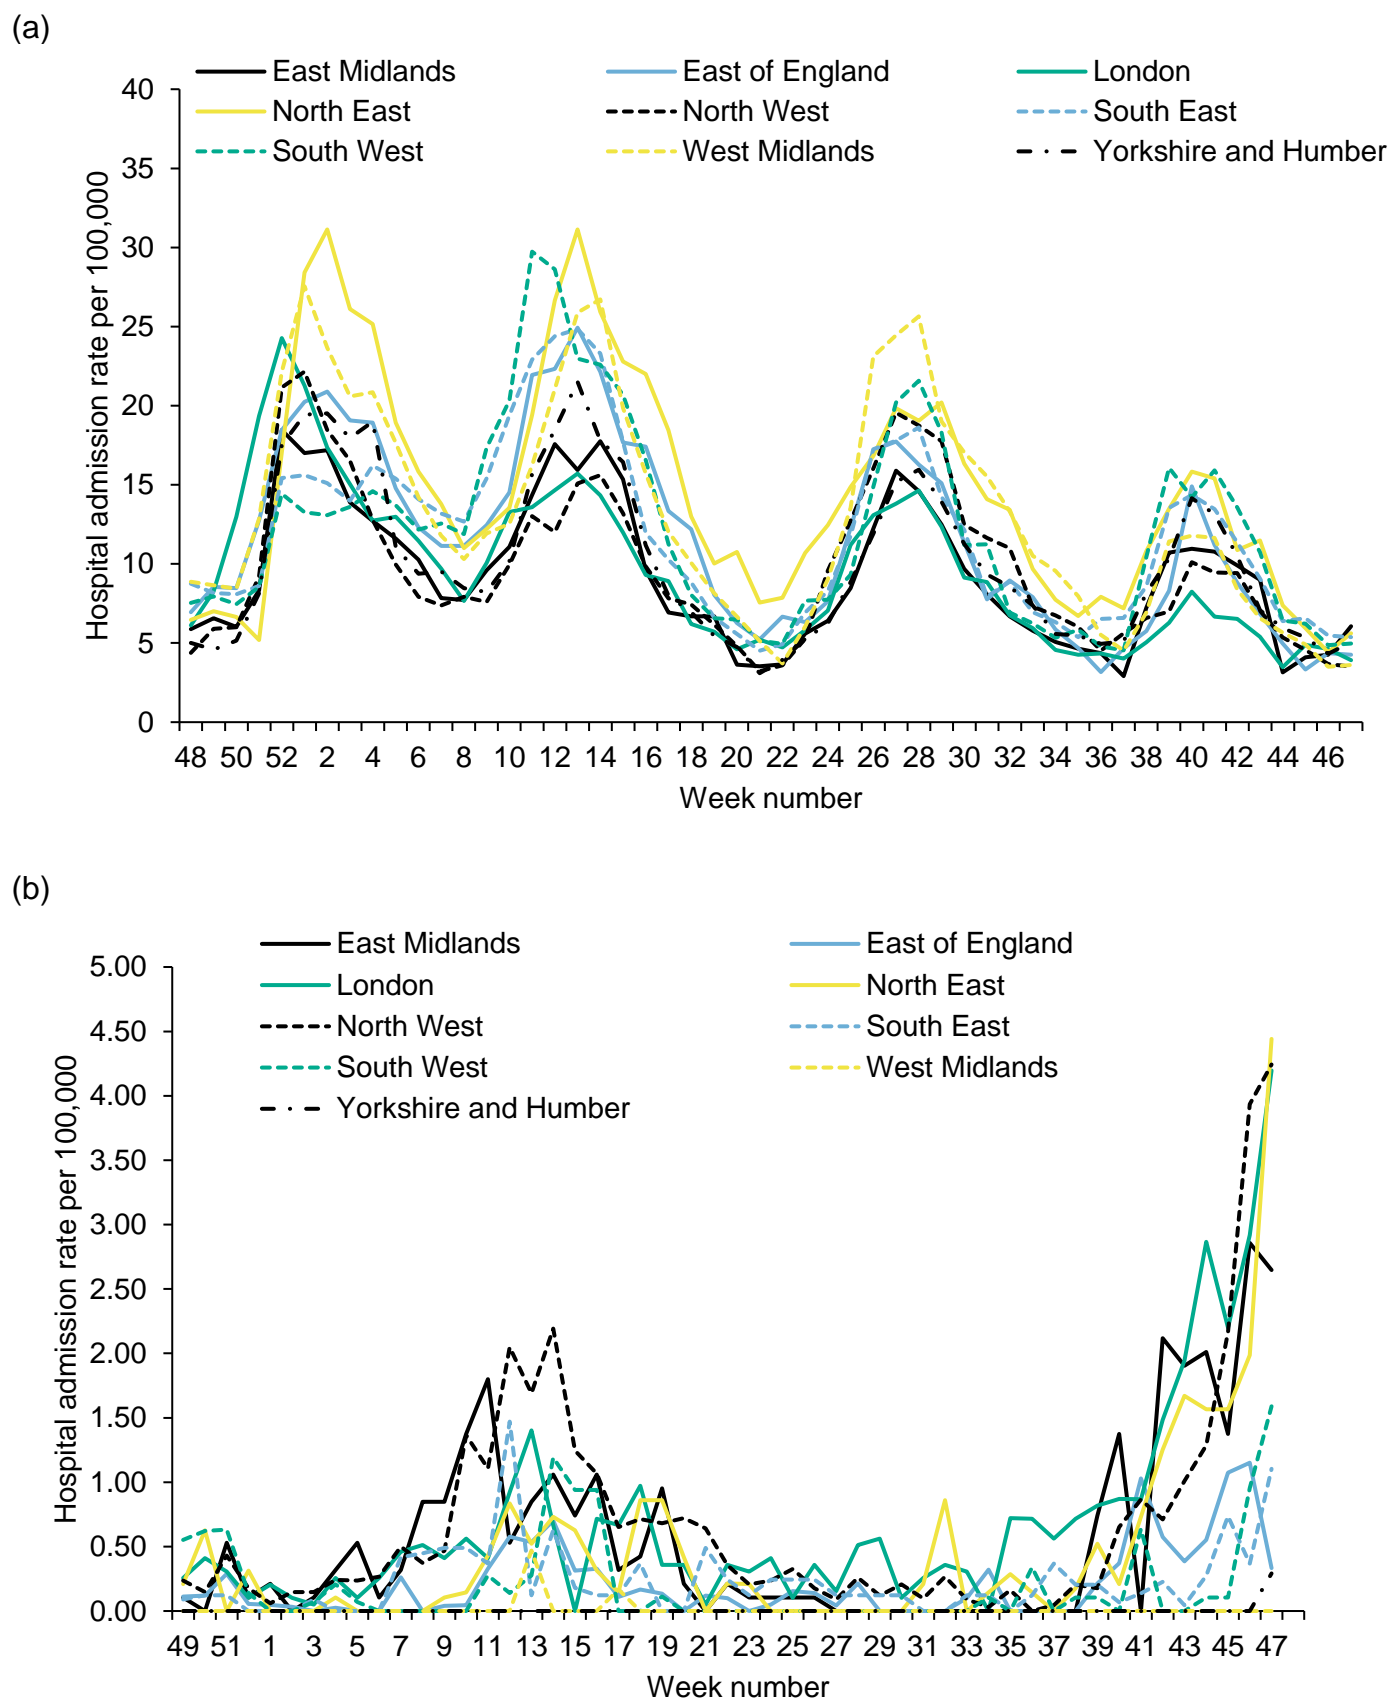 (a)
East Midlands East of England London
North East North West South East
South West West Midlands Yorkshire and Humber
Hospital admission rate per 100,000
40
35
30
25
20
15
10
5
0
48 50 52 2 4 6 8 10 12 14 16 18 20 22 24 26 28 30 32 34 36 38 40 42 44 46
Week number
(b)
East Midlands East of England
London North East
North West South East
South West West Midlands
Yorkshire and Humber
Hospital admission rate per 100,000
5.00
4.50
4.00
3.50
3.00
2.50
2.00
1.50
1.00
0.50
0.00
49 51 1 3 5 7 9 11 13 15 17 19 21 23 25 27 29 31 33 35 37 39 41 43 45 47
Week number